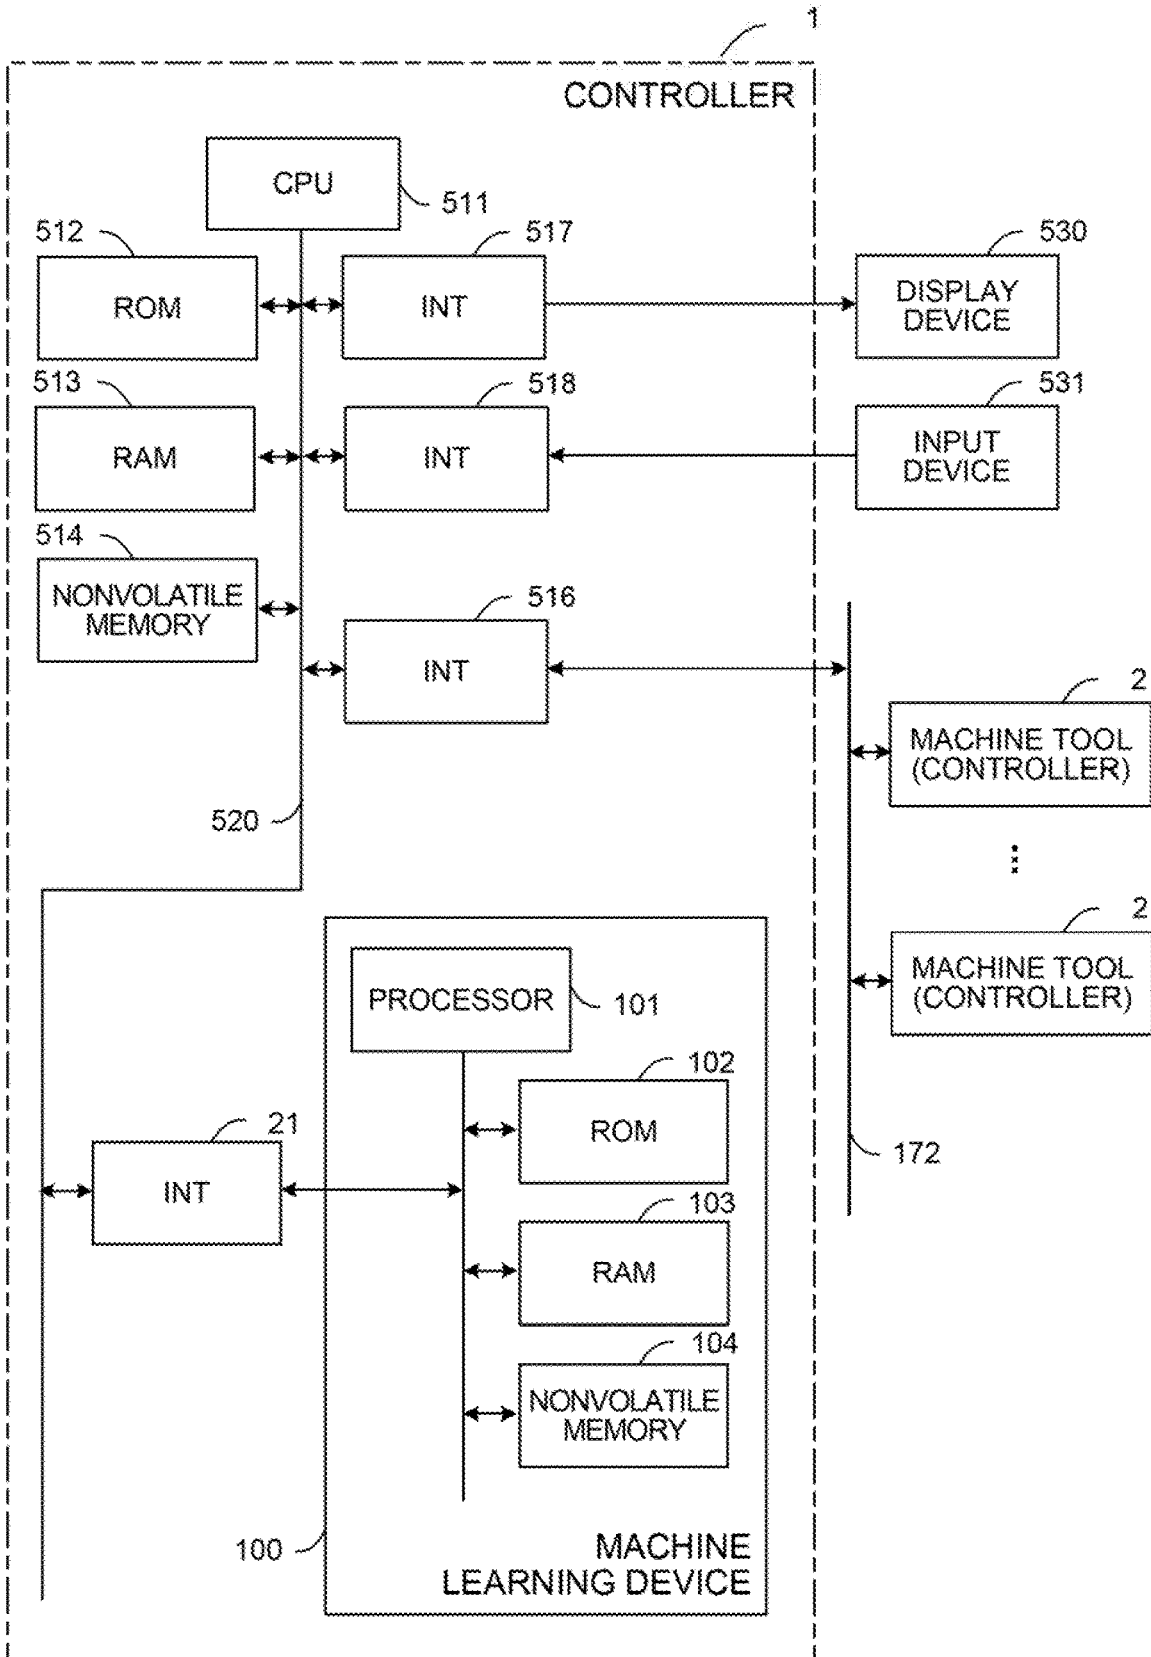 1
CONTROLLER
CPU
511
512
517
530
ROM
INT
DISPLAY
DEVICE
513
518
531
RAM
INT
INPUT
DEVICE
514
NONVOLATILE
MEMORY
516
INT
2
MACHINE TOOL
(CONTROLLER)
520
2
MACHINE TOOL
(CONTROLLER)
PROCESSOR
101
102
ROM
21
INT
172
103
RAM
104
NONVOLATILE
MEMORY
100
MACHINE
LEARNING DEVICE